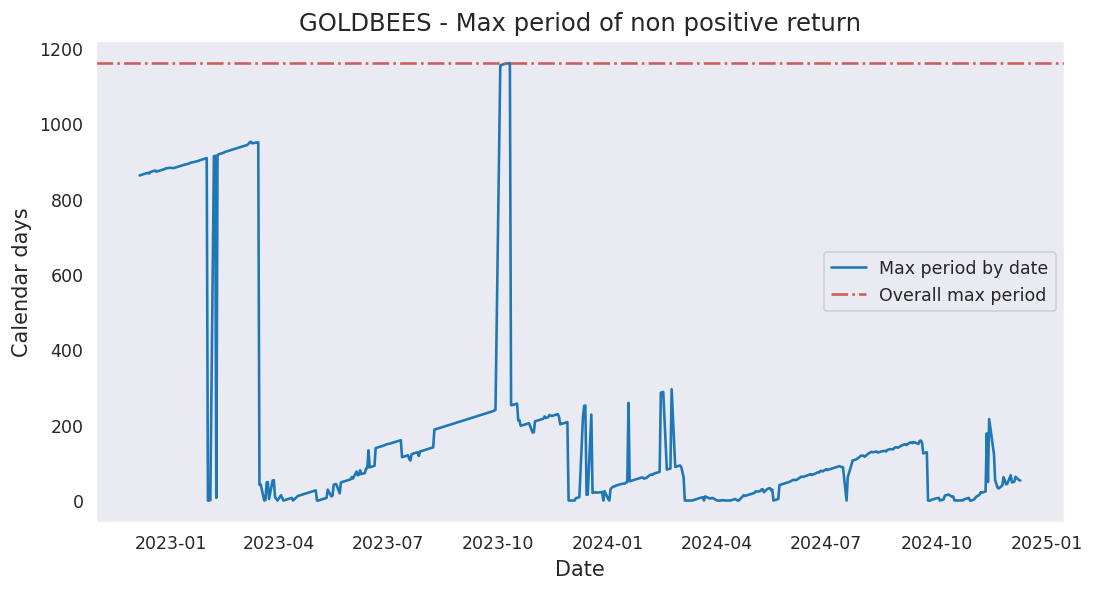 GOLDBEES - Max period of non positive return
1200
1000
800
600
400
200
0
Calendar days
Max period by date
Overall max period
2023-01 2023-04 2023-07 2023-10 2024-01 2024-04 2024-07 2024-10 2025-01
Date